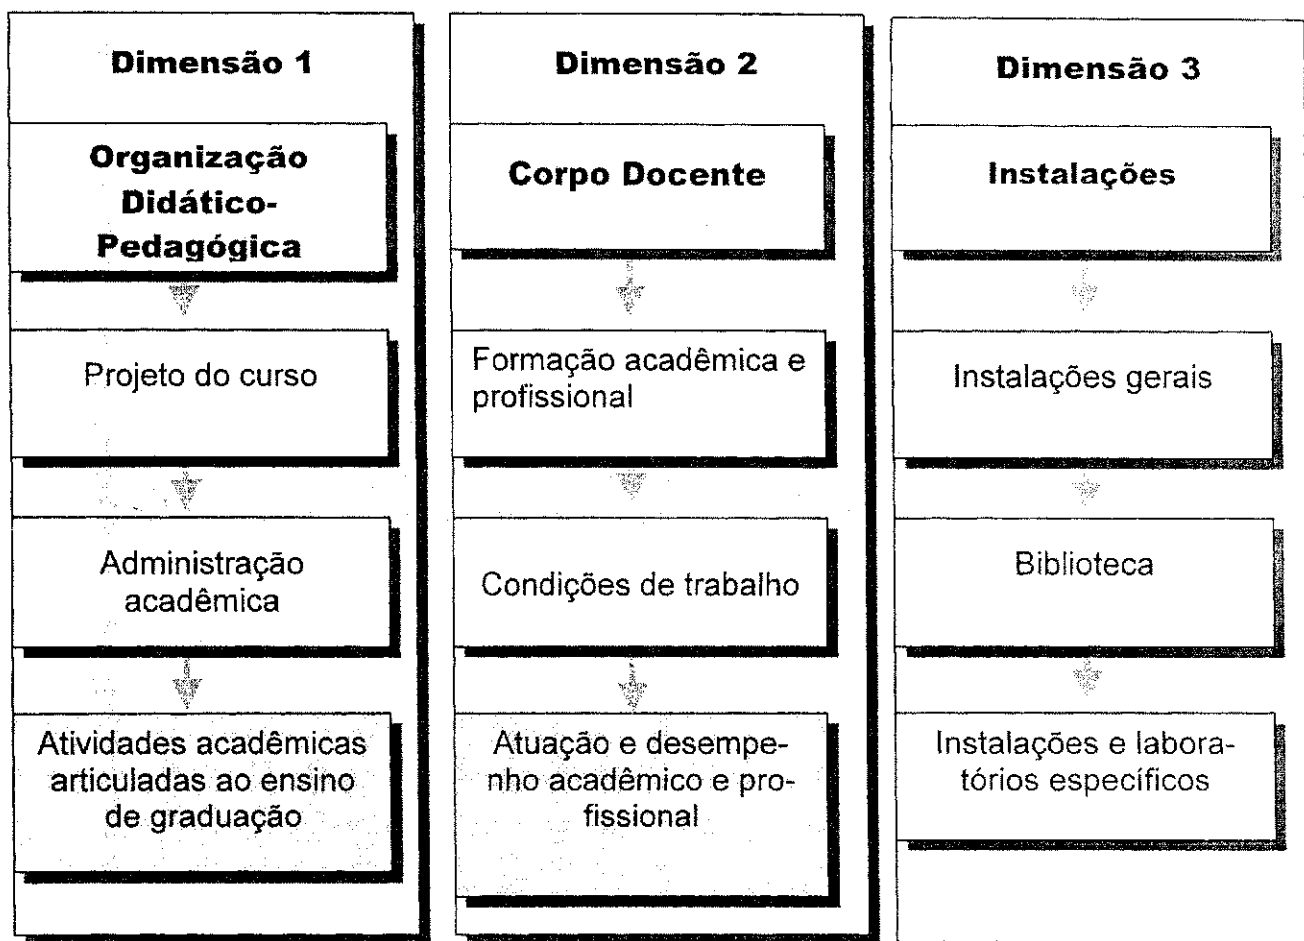 Dimensão 1
Organização
Didático-
Pedagógica
Projeto do curso
Administração
acadêmica
Atividades acadêmicas
articuladas ao ensino
de graduação
Dimensão 2
Corpo Docente
Formação acadêmica e
profissional
Condições de trabalho
Atuação e desempe-
nho acadêmico e pro-
fissional
Dimensão 3
Instalações
Instalações gerais
Biblioteca
Instalações e labora-
tórios específicos